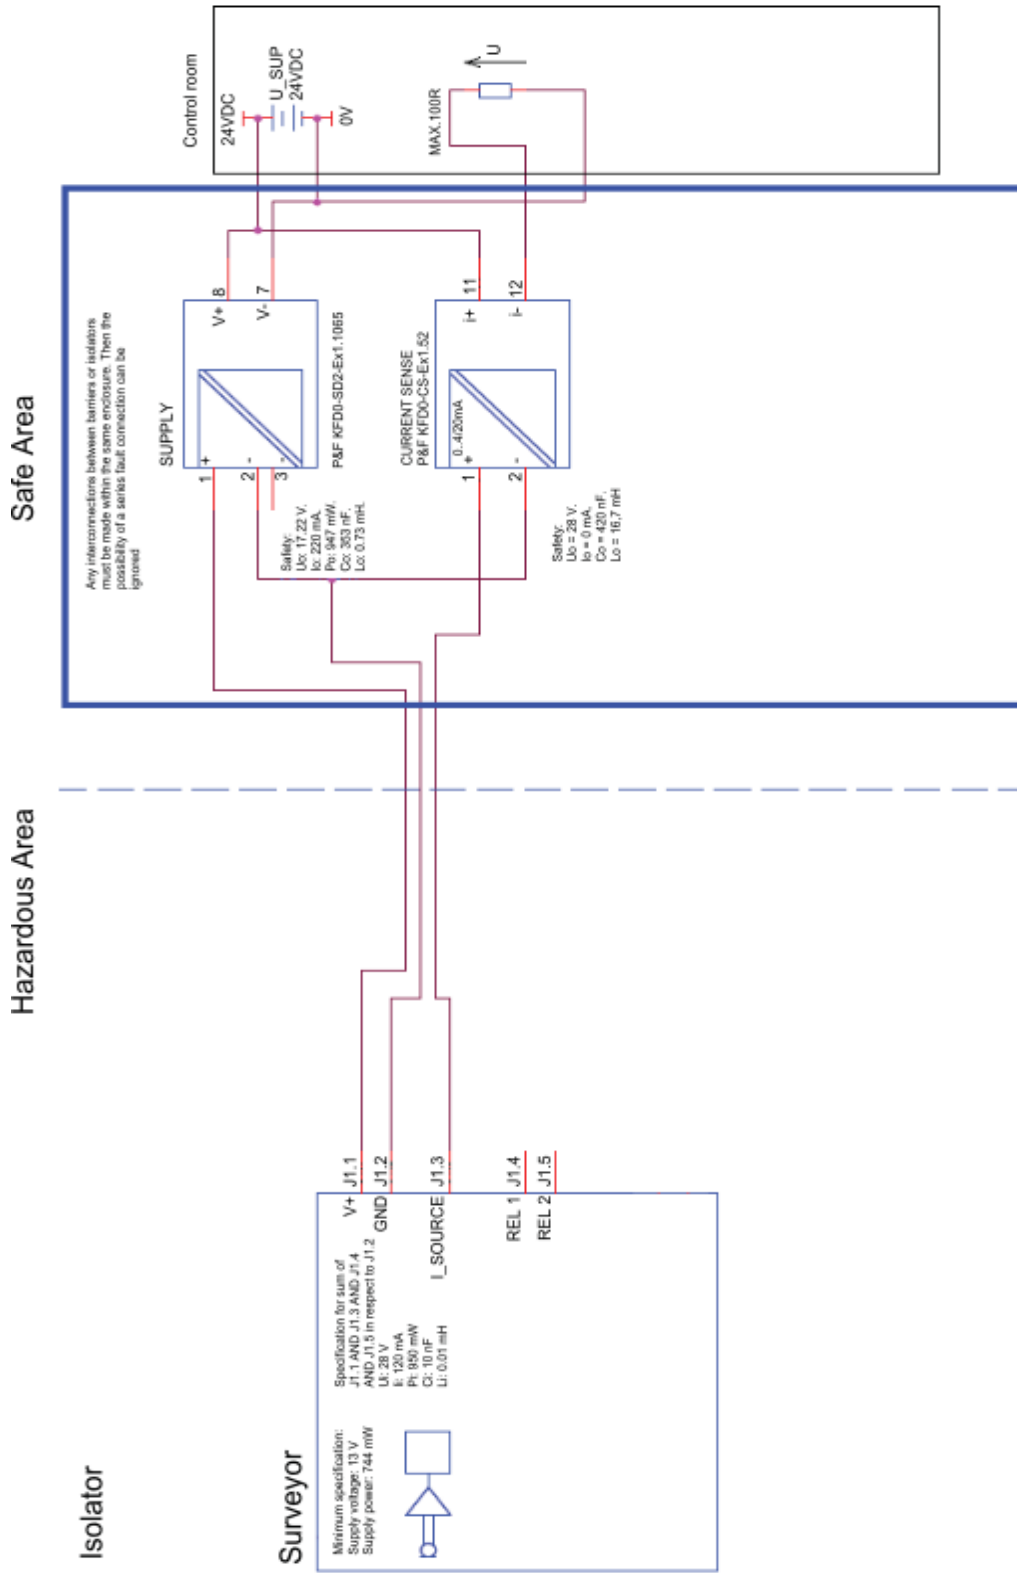 Isolator
Hazardous Area
Safe Area
Surveyor
Minimum specification:
Supply voltage: 13 V
Supply power: 744 mW
Specification for sum of
J1.1 AND J1.3 AND J1.4
AND J1.5 in respect to J1.2
Ui: 28 V
Ii: 120 mA
Pi: 950 mW
Ci: 10 nF
Li: 0.01 mH
V+ J1.1
GND J1.2
I_SOURCE J1.3
REL 1 J1.4
REL 2 J1.5
Any interconnections between barriers or isolators
must be made within the same enclosure. Then the
possibility of a series fault connection can be
ignored
SUPPLY
1 +
2 -
3 -
V+ 8
V- 7
P&F KFD0-SD2-Ex1.1065
Safety:
Uo: 17.22 V.
Io: 220 mA.
Po: 947 mW.
Co: 353 nF.
Lo: 0.73 mH.
CURRENT SENSE
P&F KFD0-CS-Ex1.52
0..4/20mA
1 +
2 -
i+ 11
i- 12
Safety:
Uo = 28 V.
Io = 0 mA.
Co = 420 nF.
Lo = 16,7 mH
Control room
24VDC
U_SUP
24VDC
0V
MAX.100R
U